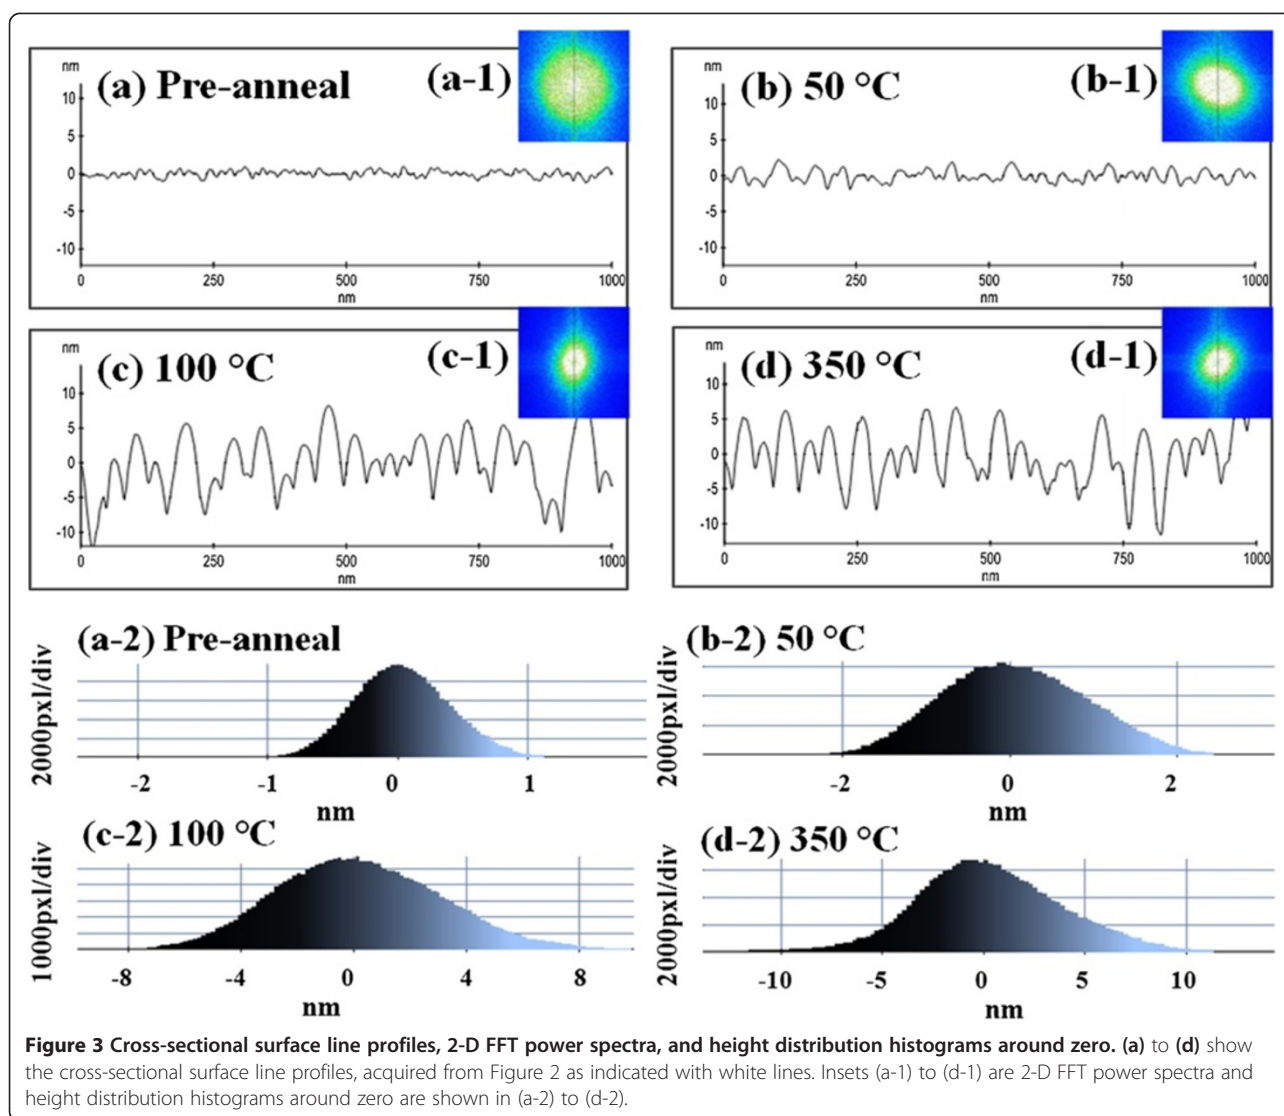 (a) Pre-anneal (a-1)
nm
10
5
0
-5
-10
0 250 500 750 1000
nm
(b) 50 °C (b-1)
nm
10
5
0
-5
-10
0 250 500 750 1000
nm
(c) 100 °C (c-1)
nm
10
5
0
-5
-10
0 250 500 750 1000
nm
(d) 350 °C (d-1)
nm
10
5
0
-5
-10
0 250 500 750 1000
nm
(a-2) Pre-anneal
2000pxl/div
-2 -1 0 1
nm
(b-2) 50 °C
2000pxl/div
-2 0 2
nm
(c-2) 100 °C
1000pxl/div
-8 -4 0 4 8
nm
(d-2) 350 °C
2000pxl/div
-10 -5 0 5 10
nm
Figure 3 Cross-sectional surface line profiles, 2-D FFT power spectra, and height distribution histograms around zero. (a) to (d) show
the cross-sectional surface line profiles, acquired from Figure 2 as indicated with white lines. Insets (a-1) to (d-1) are 2-D FFT power spectra and
height distribution histograms around zero are shown in (a-2) to (d-2).